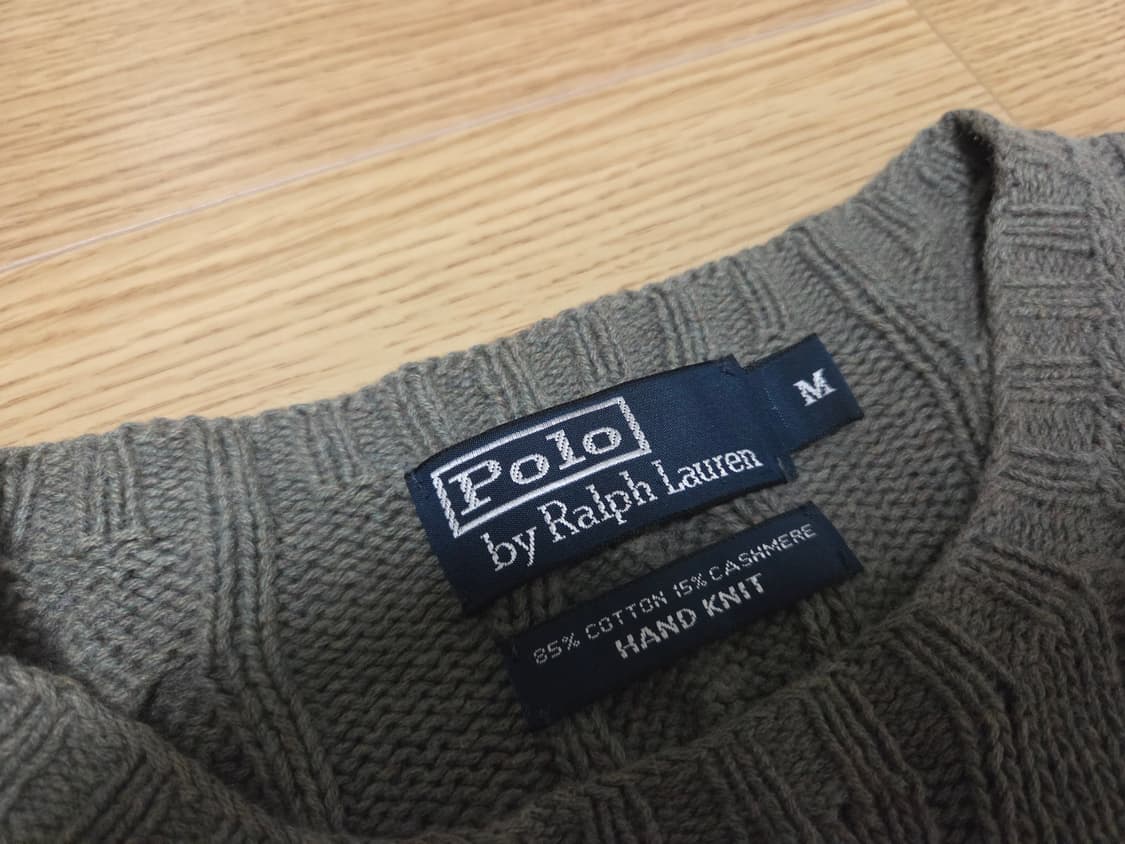 Polo
by Ralph Lauren
M
85% COTTON 15% CASHMERE
HAND KNIT